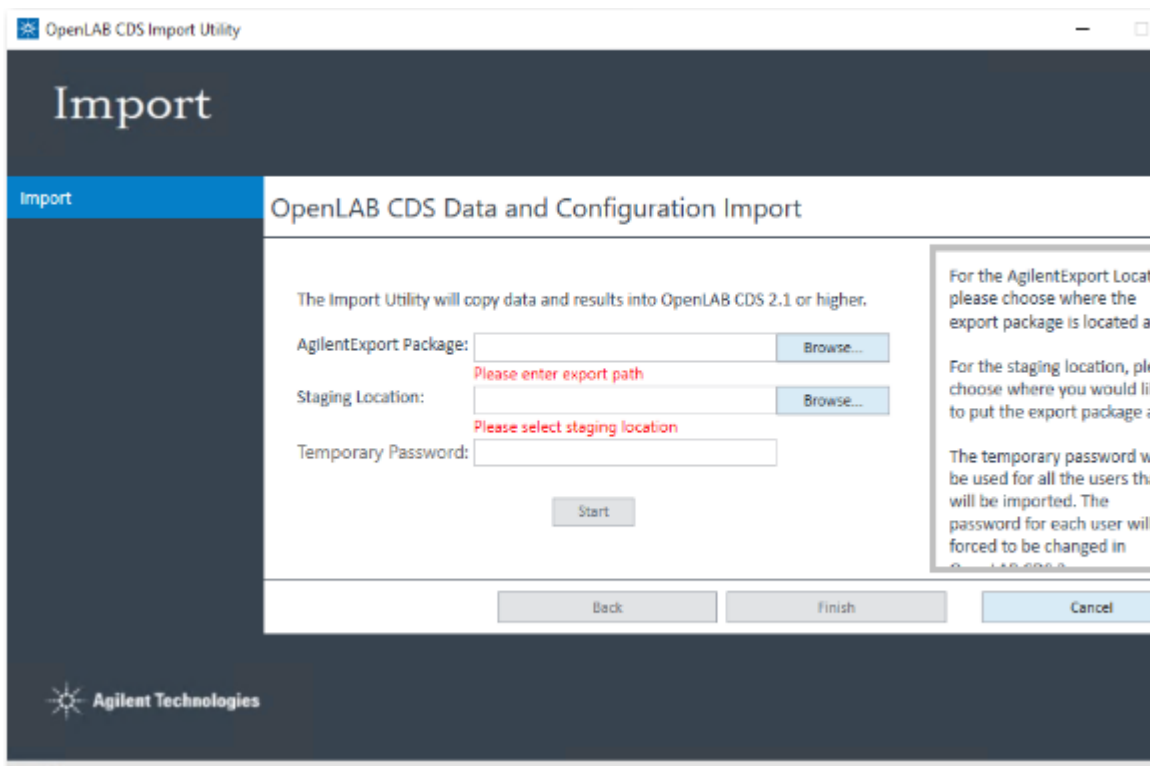 OpenLAB CDS Import Utility
Import
Import
OpenLAB CDS Data and Configuration Import
The Import Utility will copy data and results into OpenLAB CDS 2.1 or higher.
AgilentExport Package:
Browse...
Please enter export path
Staging Location:
Browse...
Please select staging location
Temporary Password:
Start
For the AgilentExport Locat
please choose where the
export package is located a
For the staging location, ple
choose where you would li
to put the export package a
The temporary password w
be used for all the users tha
will be imported. The
password for each user will
forced to be changed in
Back
Finish
Cancel
Agilent Technologies